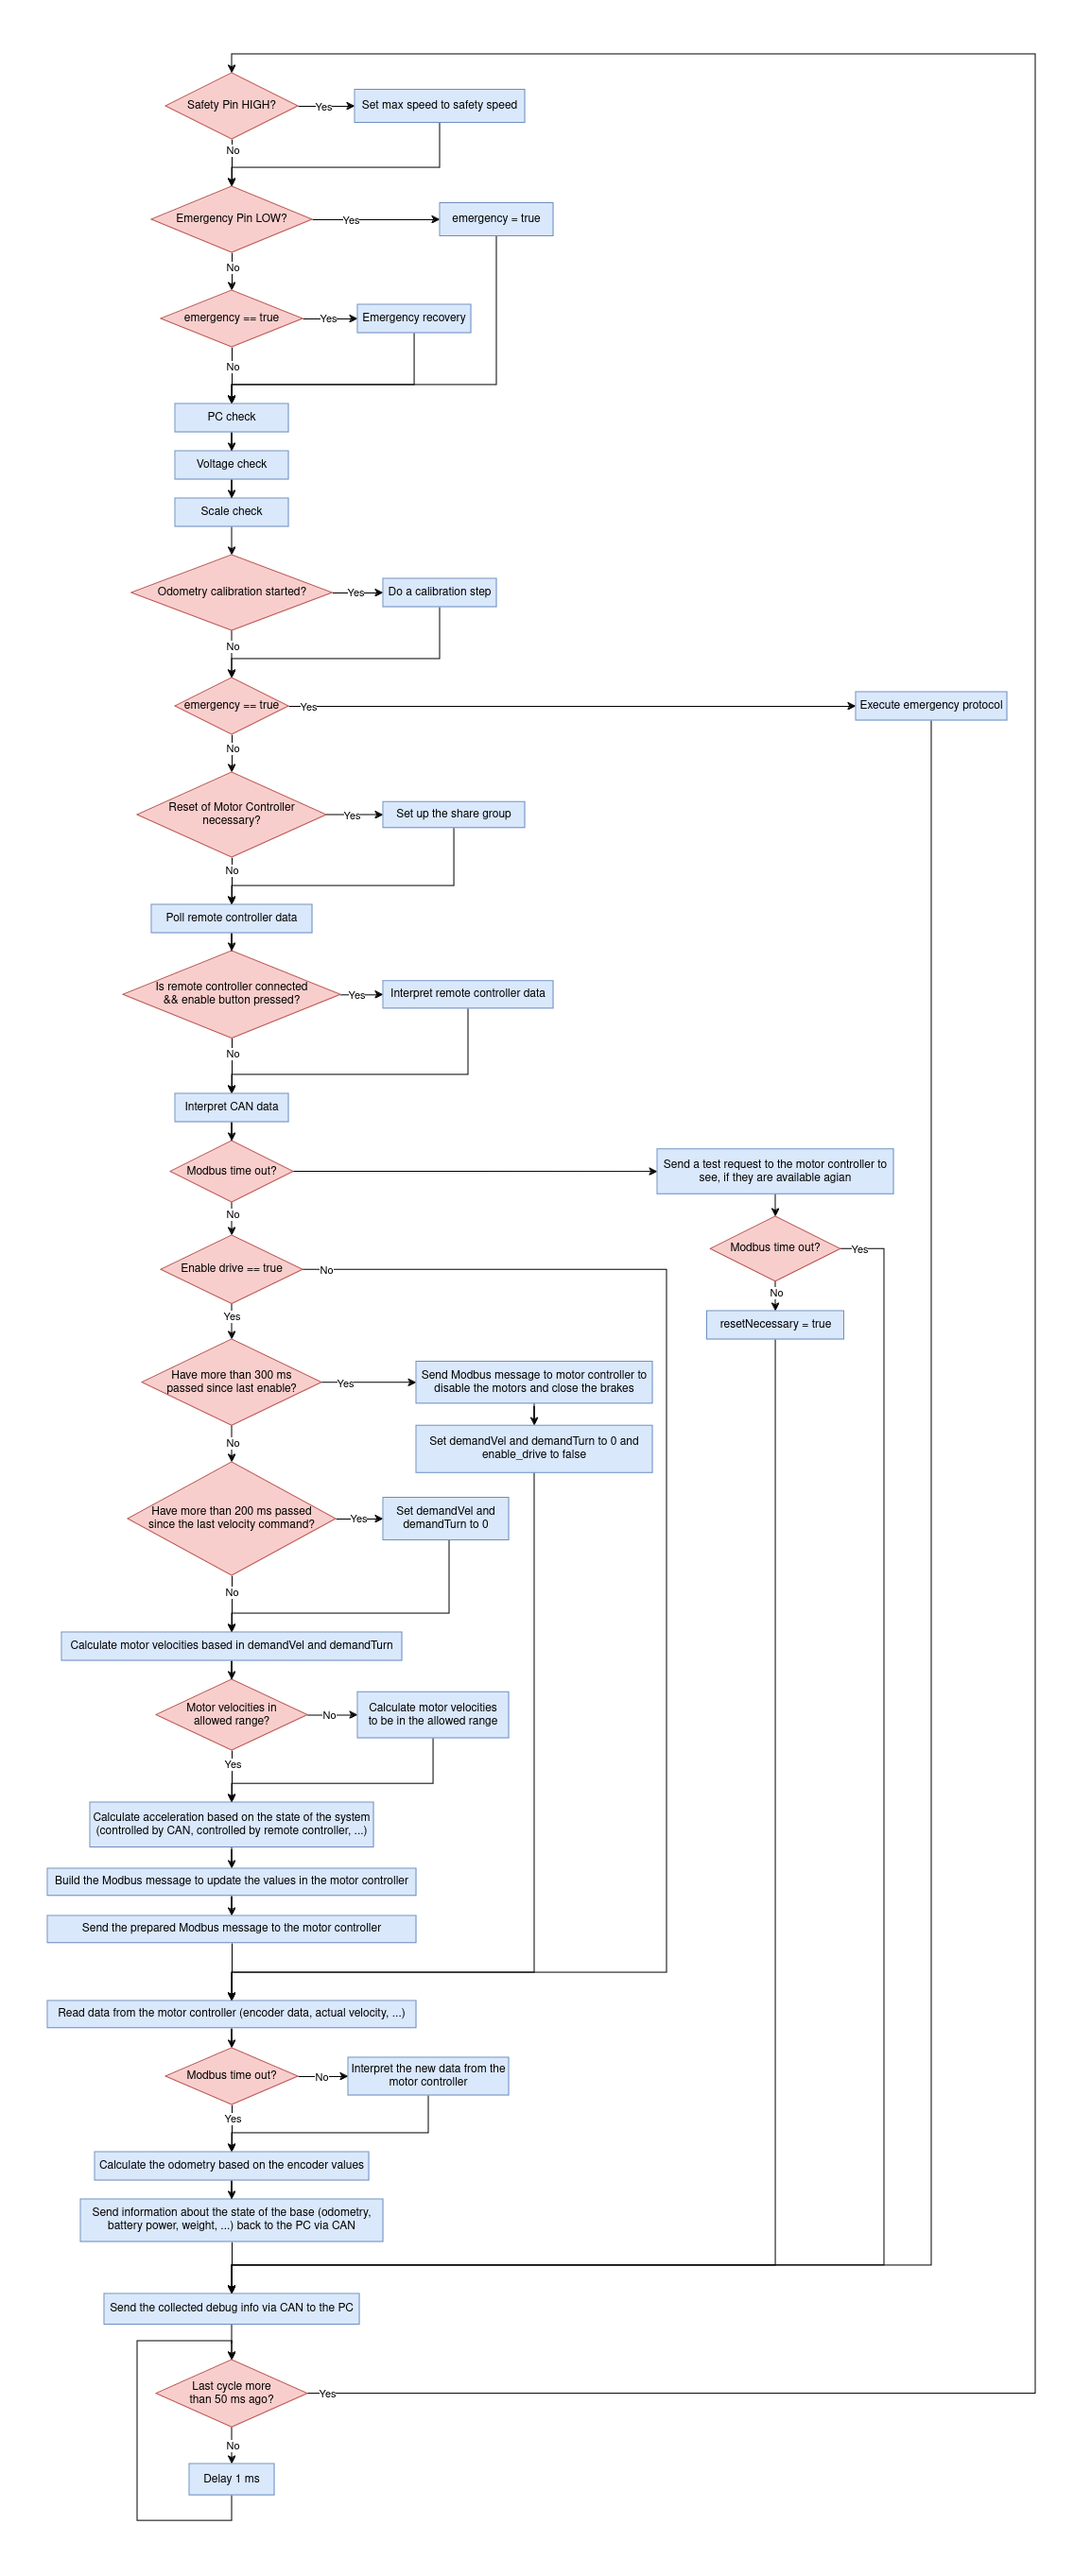 Safety Pin HIGH?
Yes
Set max speed to safety speed
No
Emergency Pin LOW?
Yes
emergency = true
No
emergency == true
Yes
Emergency recovery
No
PC check
Voltage check
Scale check
Odometry calibration started?
Yes
Do a calibration step
No
emergency == true
Yes
Execute emergency protocol
No
Reset of Motor Controller
necessary?
Yes
Set up the share group
No
Poll remote controller data
Is remote controller connected
&& enable button pressed?
Yes
Interpret remote controller data
No
Interpret CAN data
Modbus time out?
Send a test request to the motor controller to
see, if they are available agian
No
Modbus time out?
Yes
Enable drive == true
No
No
resetNecessary = true
Yes
Have more than 300 ms
passed since last enable?
Yes
Send Modbus message to motor controller to
disable the motors and close the brakes
No
Set demandVel and demandTurn to 0 and
enable_drive to false
Have more than 200 ms passed
since the last velocity command?
Yes
Set demandVel and
demandTurn to 0
No
Calculate motor velocities based in demandVel and demandTurn
Motor velocities in
allowed range?
No
Calculate motor velocities
to be in the allowed range
Yes
Calculate acceleration based on the state of the system
(controlled by CAN, controlled by remote controller, ...)
Build the Modbus message to update the values in the motor controller
Send the prepared Modbus message to the motor controller
Read data from the motor controller (encoder data, actual velocity, ...)
Modbus time out?
No
Interpret the new data from the
motor controller
Yes
Calculate the odometry based on the encoder values
Send information about the state of the base (odometry,
battery power, weight, ...) back to the PC via CAN
Send the collected debug info via CAN to the PC
Last cycle more
than 50 ms ago?
Yes
No
Delay 1 ms